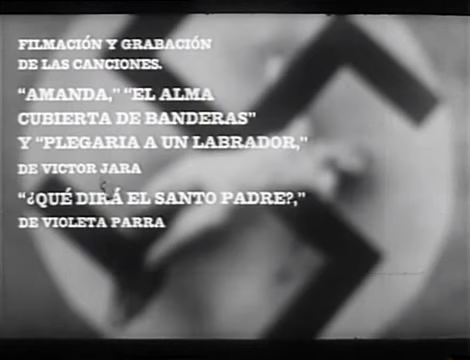 FILMACIÓN Y GRABACIÓN
DE LAS CANCIONES.
“AMANDA,” “EL ALMA
CUBIERTA DE BANDERAS”
Y “PLEGARIA A UN LABRADOR,”
DE VICTOR JARA
“¿QUÉ DIRÁ EL SANTO PADRE?,”
DE VIOLETA PARRA